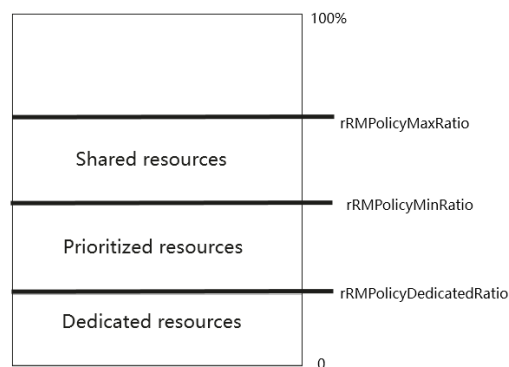 100%
rRMPolicyMaxRatio
Shared resources
rRMPolicyMinRatio
Prioritized resources
rRMPolicyDedicatedRatio
Dedicated resources
0